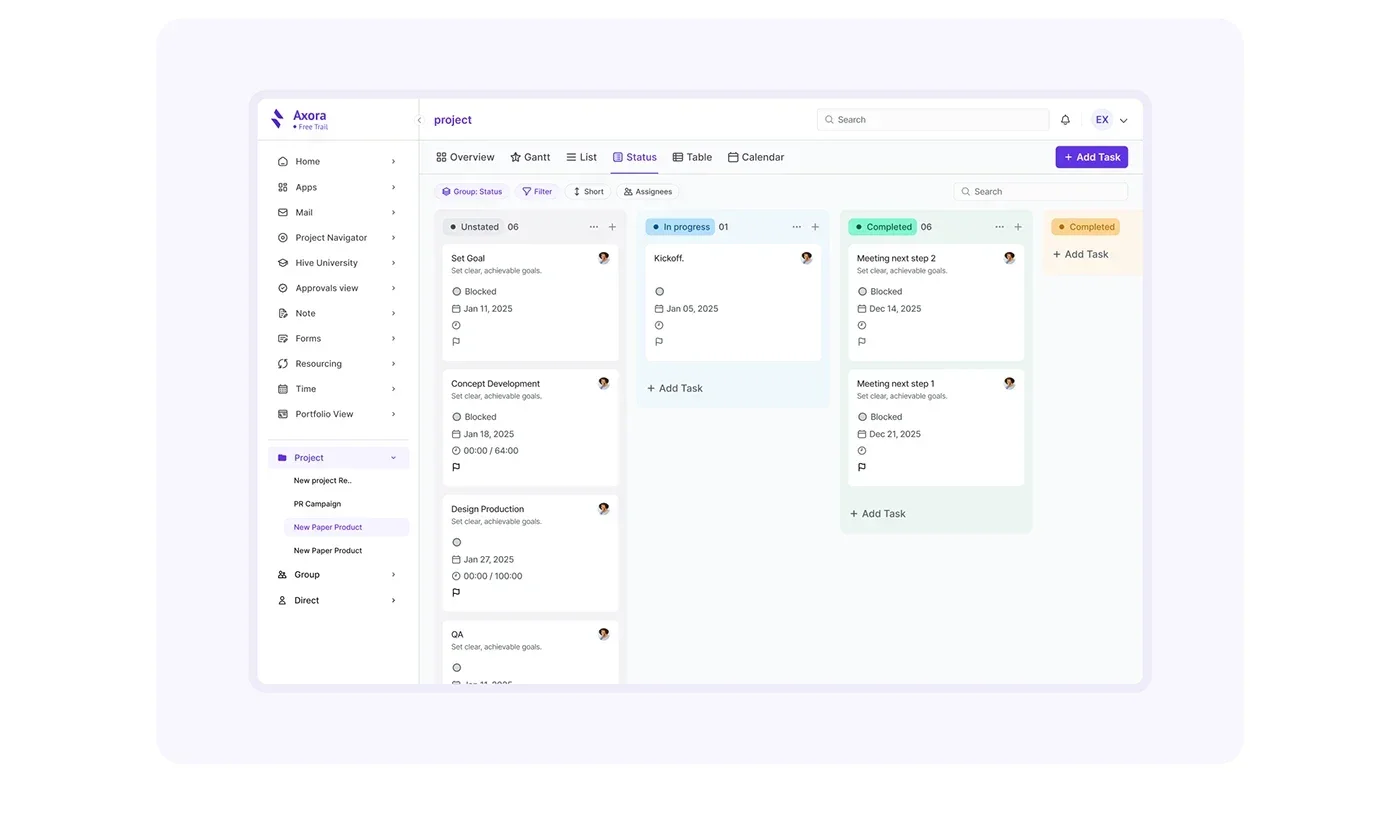 Axora
Free Trail
project
Search
EX
Home
Apps
Mail
Project Navigator
Hive University
Approvals view
Note
Forms
Resourcing
Time
Portfolio View
Project
New project Re..
PR Campaign
New Paper Product
New Paper Product
Group
Direct
Overview
Gantt
List
Status
Table
Calendar
+ Add Task
Group: Status
Filter
Short
Assignees
Search
Unstated 06
Set Goal
Set clear, achievable goals.
Blocked
Jan 11, 2025
Concept Development
Set clear, achievable goals.
Blocked
Jan 18, 2025
00:00 / 64:00
Design Production
Set clear, achievable goals.
Jan 27, 2025
00:00 / 100:00
QA
Set clear, achievable goals.
Jan 11, 2025
In progress 01
Kickoff.
Jan 05, 2025
+ Add Task
Completed 06
Meeting next step 2
Set clear, achievable goals.
Blocked
Dec 14, 2025
Meeting next step 1
Set clear, achievable goals.
Blocked
Dec 21, 2025
+ Add Task
Completed
+ Add Task